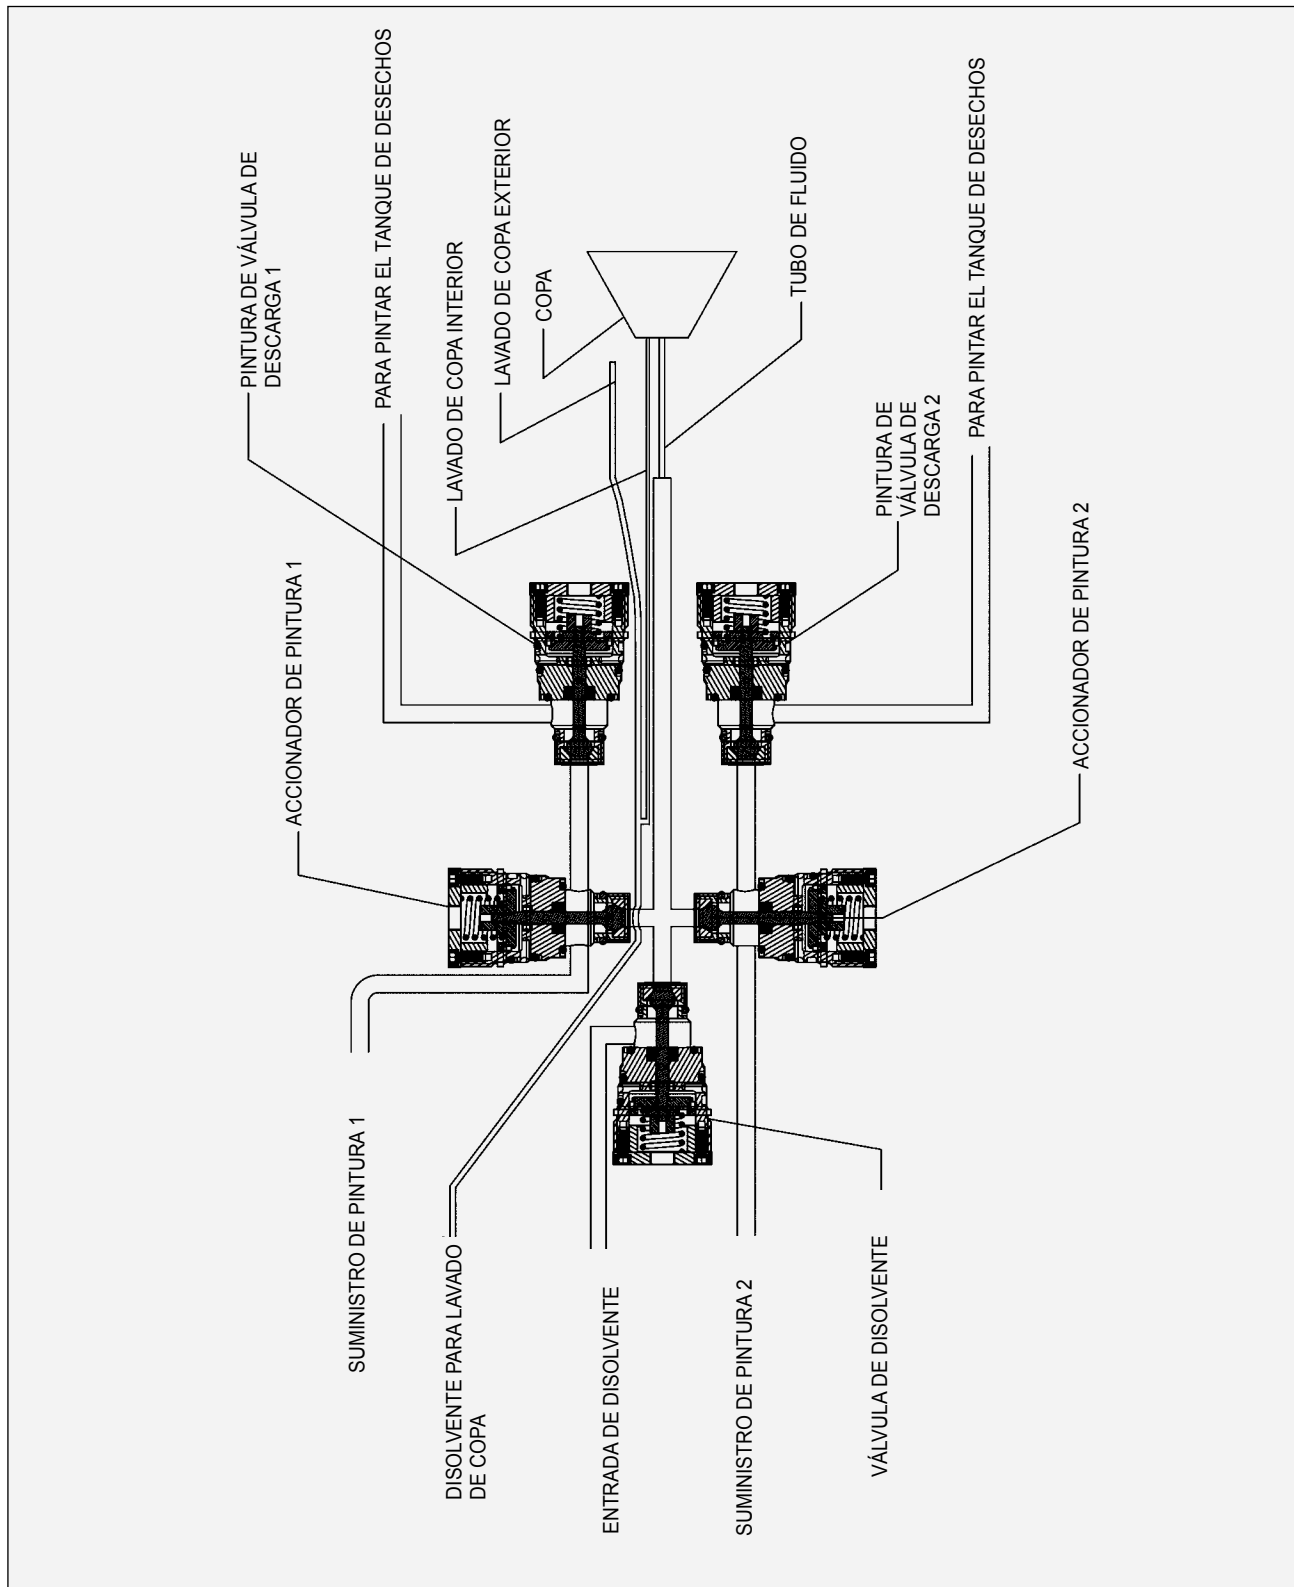 PINTURA DE VÁLVULA DE
DESCARGA 1
PARA PINTAR EL TANQUE DE DESECHOS
LAVADO DE COPA INTERIOR
LAVADO DE COPA EXTERIOR
COPA
TUBO DE FLUIDO
PINTURA DE
VÁLVULA DE
DESCARGA 2
PARA PINTAR EL TANQUE DE DESECHOS
ACCIONADOR DE PINTURA 1
ACCIONADOR DE PINTURA 2
SUMINISTRO DE PINTURA 1
DISOLVENTE PARA LAVADO
DE COPA
ENTRADA DE DISOLVENTE
SUMINISTRO DE PINTURA 2
VÁLVULA DE DISOLVENTE